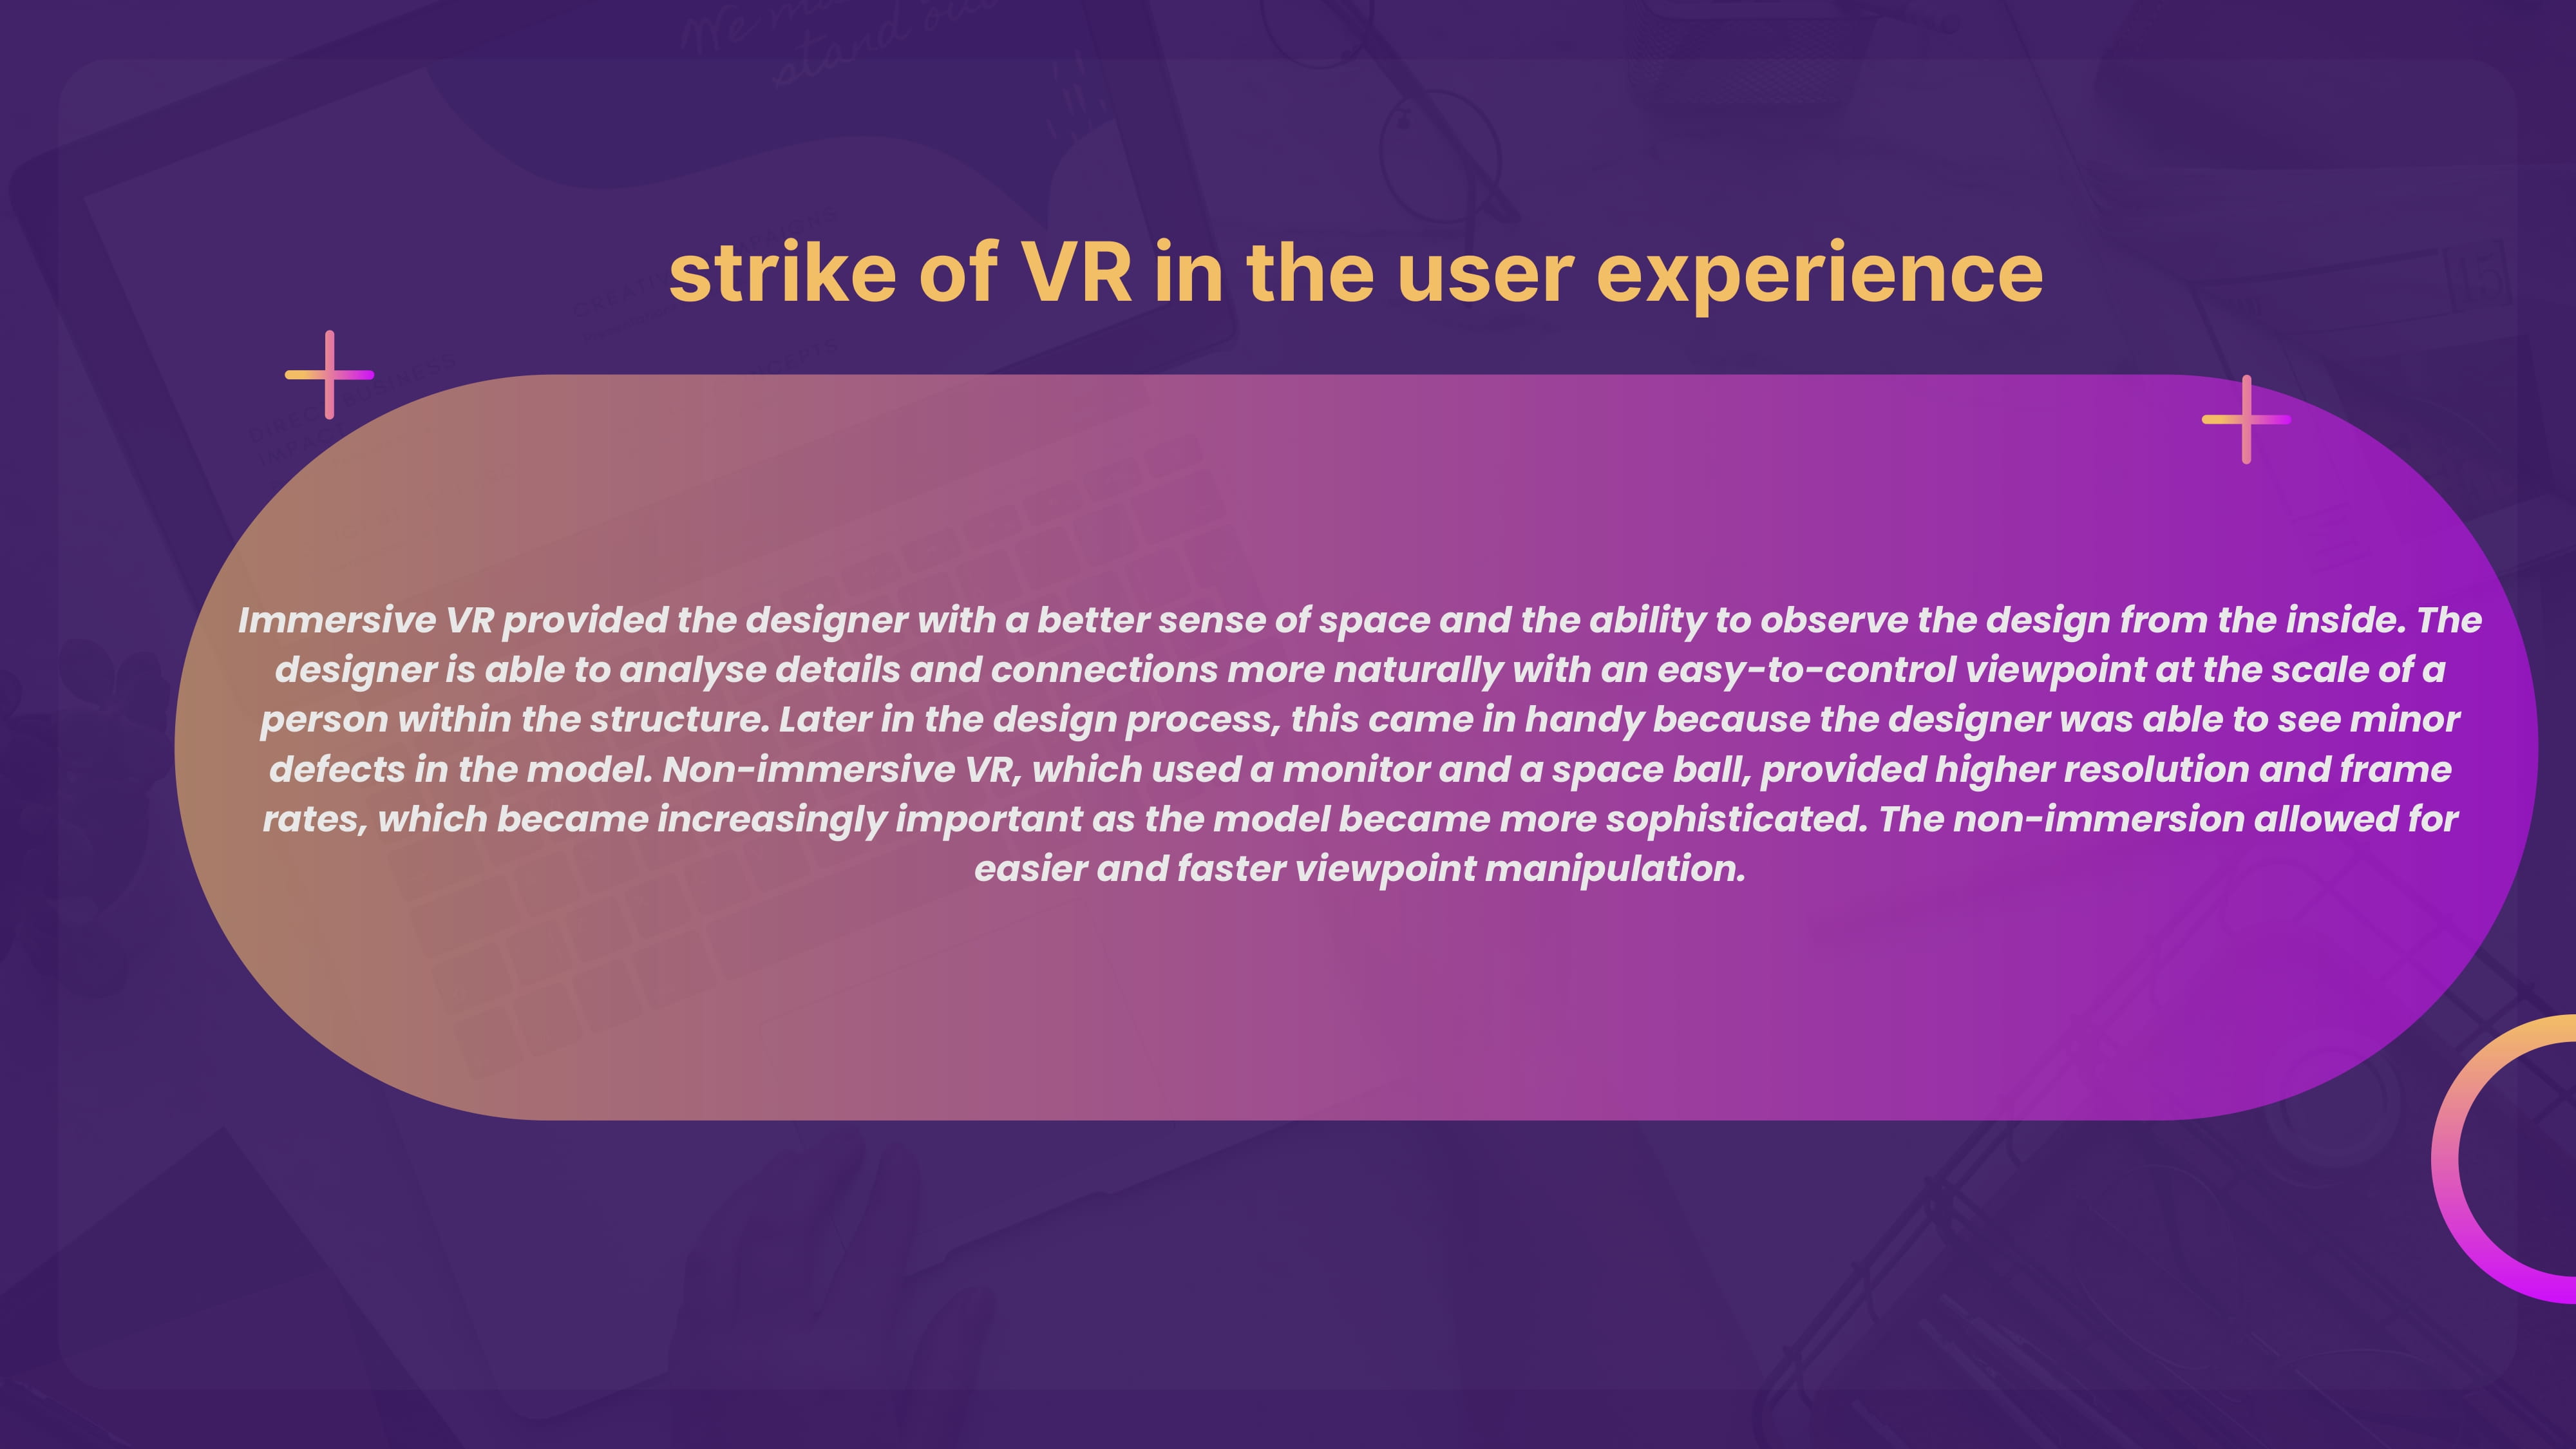 We
stand out
strike of VR in the user experience
Immersive VR provided the designer with a better sense of space and the ability to observe the design from the inside. The
designer is able to analyse details and connections more naturally with an easy-to-control viewpoint at the scale of a
person within the structure. Later in the design process, this came in handy because the designer was able to see minor
defects in the model. Non-immersive VR, which used a monitor and a space ball, provided higher resolution and frame
rates, which became increasingly important as the model became more sophisticated. The non-immersion allowed for
easier and faster viewpoint manipulation.